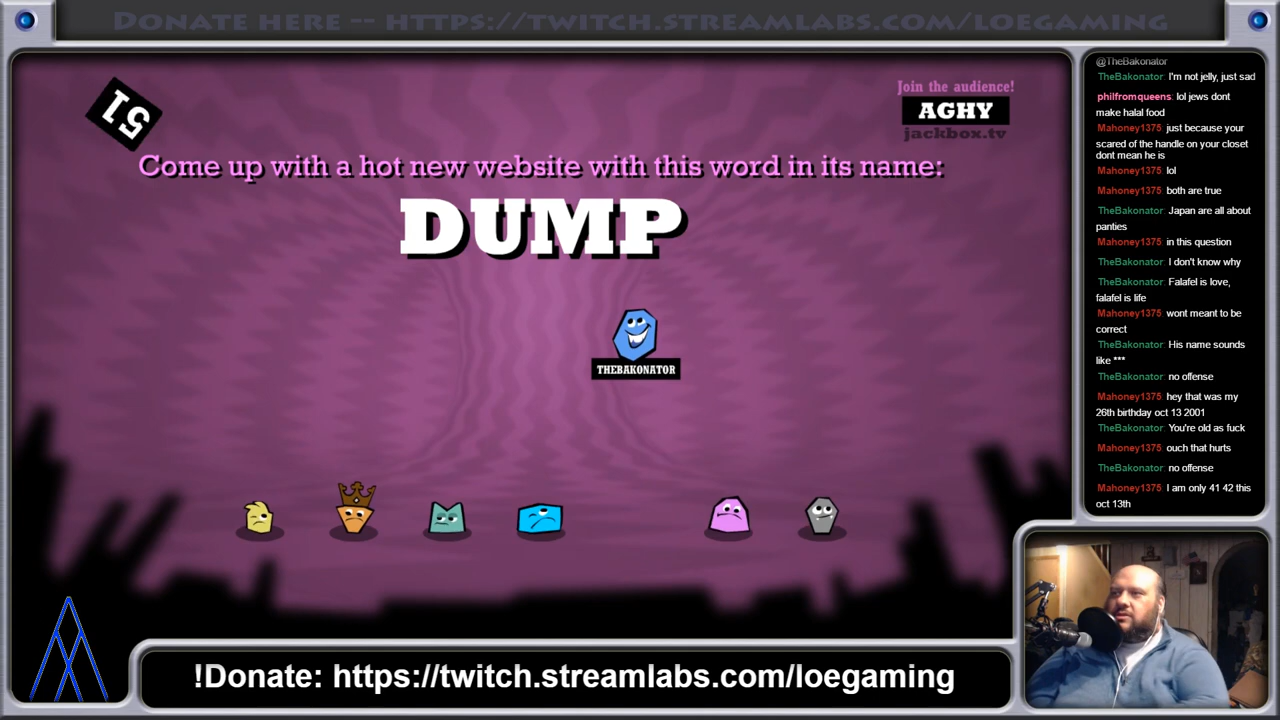 Donate here -- https://twitch.streamlabs.com/loegaming
51
Join the audience!
AGHY
jackbox.tv
Come up with a hot new website with this word in its name:
DUMP
THEBAKONATOR
@TheBakonator
TheBakonator: I'm not jelly, just sad
philfromqueens: lol jews dont
make halal food
Mahoney1375: just because your
scared of the handle on your closet
dont mean he is
Mahoney1375: lol
Mahoney1375: both are true
TheBakonator: Japan are all about
panties
Mahoney1375: in this question
TheBakonator: I don't know why
TheBakonator: Falafel is love,
falafel is life
Mahoney1375: wont meant to be
correct
TheBakonator: His name sounds
like ***
TheBakonator: no offense
Mahoney1375: hey that was my
26th birthday oct 13 2001
TheBakonator: You're old as fuck
Mahoney1375: ouch that hurts
TheBakonator: no offense
Mahoney1375: I am only 41 42 this
oct 13th
!Donate: https://twitch.streamlabs.com/loegaming